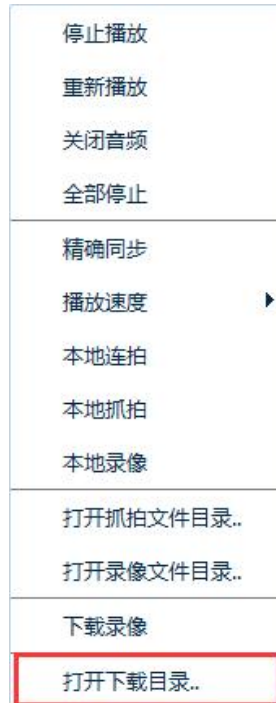 停止播放
重新播放
关闭音频
全部停止
精确同步
播放速度
本地连拍
本地抓拍
本地录像
打开抓拍文件目录..
打开录像文件目录..
下载录像
打开下载目录..